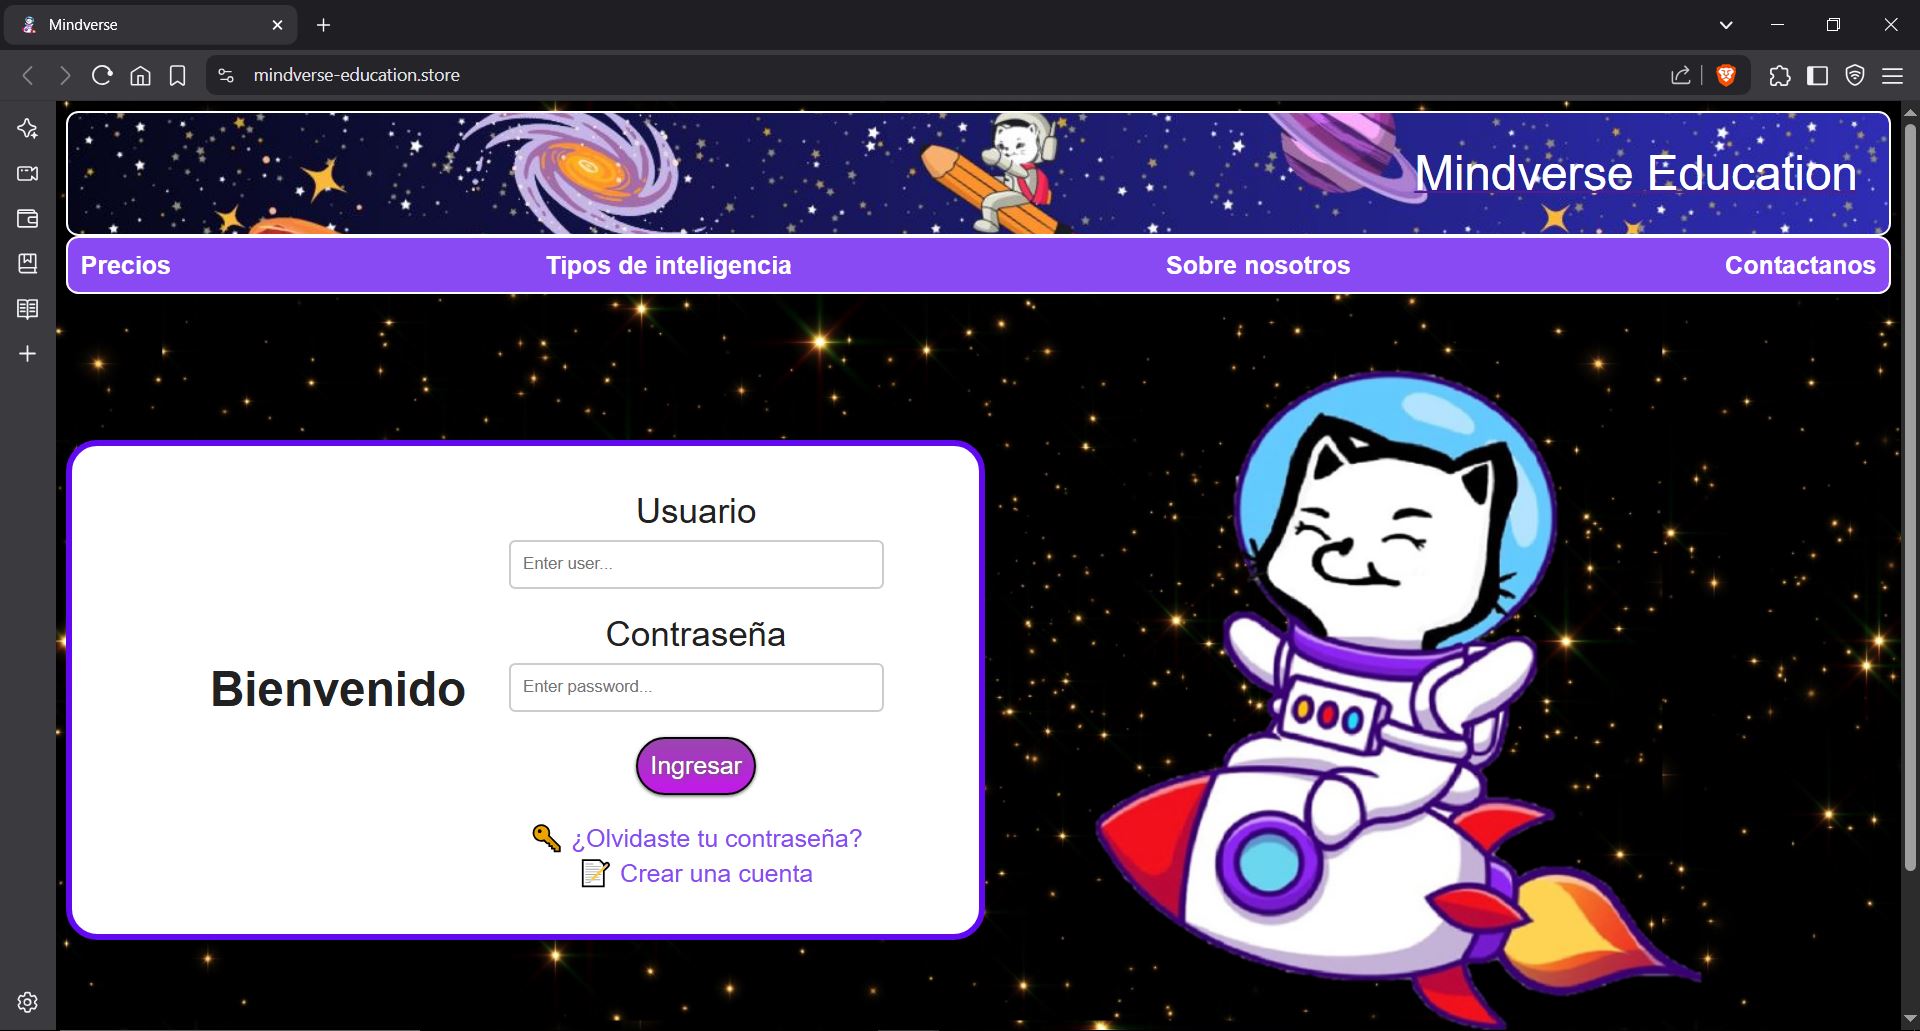 Mindverse
mindverse-education.store
Mindverse Education
Precios
Tipos de inteligencia
Sobre nosotros
Contactanos
Bienvenido
Usuario
Enter user...
Contraseña
Enter password...
Ingresar
¿Olvidaste tu contraseña?
Crear una cuenta